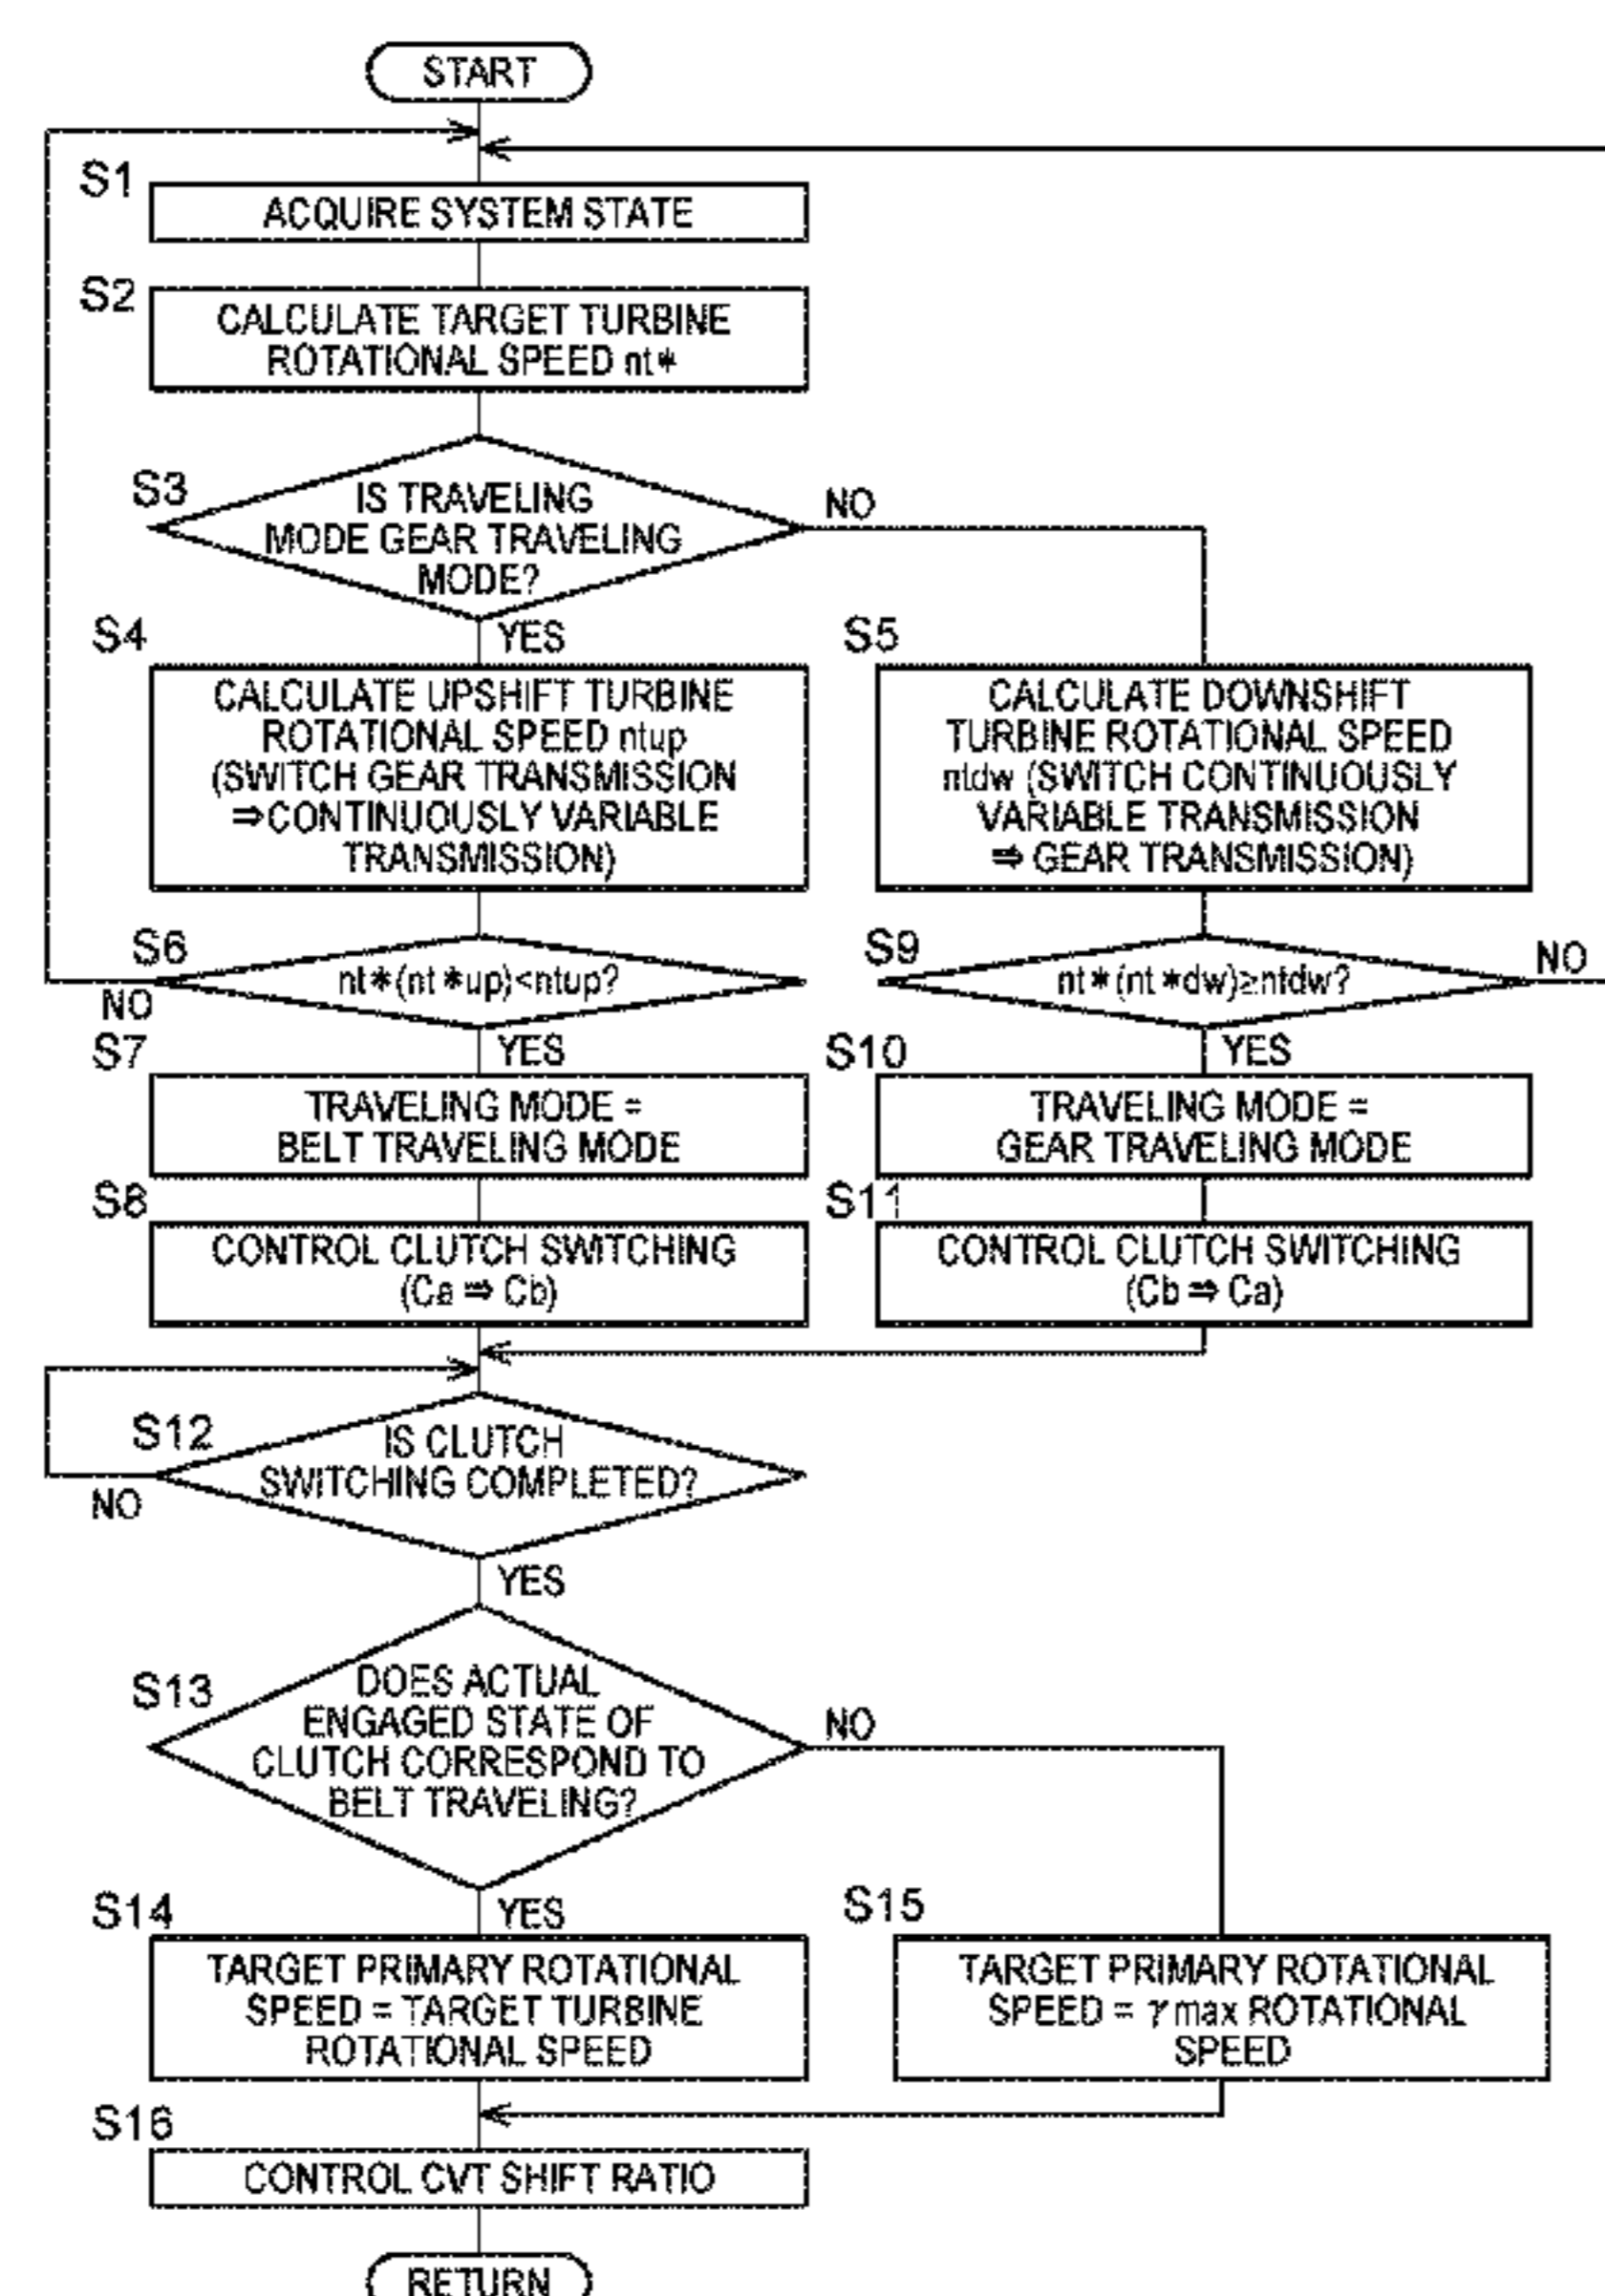 START
S1
ACQUIRE SYSTEM STATE
S2
CALCULATE TARGET TURBINE
ROTATIONAL SPEED nt*
S3
IS TRAVELING
MODE GEAR TRAVELING
MODE?
NO
YES
S4
CALCULATE UPSHIFT TURBINE
ROTATIONAL SPEED ntup
(SWITCH GEAR TRANSMISSION
⇒CONTINUOUSLY VARIABLE
TRANSMISSION)
S5
CALCULATE DOWNSHIFT
TURBINE ROTATIONAL SPEED
ntdw (SWITCH CONTINUOUSLY
VARIABLE TRANSMISSION
⇒ GEAR TRANSMISSION)
S6
nt*(nt*up)<ntup?
NO
YES
S9
nt*(nt*dw)≥ntdw?
NO
YES
S7
TRAVELING MODE =
BELT TRAVELING MODE
S10
TRAVELING MODE =
GEAR TRAVELING MODE
S8
CONTROL CLUTCH SWITCHING
(Ca ⇒ Cb)
S11
CONTROL CLUTCH SWITCHING
(Cb ⇒ Ca)
S12
IS CLUTCH
SWITCHING COMPLETED?
NO
YES
S13
DOES ACTUAL
ENGAGED STATE OF
CLUTCH CORRESPOND TO
BELT TRAVELING?
NO
YES
S14
TARGET PRIMARY ROTATIONAL
SPEED = TARGET TURBINE
ROTATIONAL SPEED
S15
TARGET PRIMARY ROTATIONAL
SPEED = γmax ROTATIONAL
SPEED
S16
CONTROL CVT SHIFT RATIO
RETURN